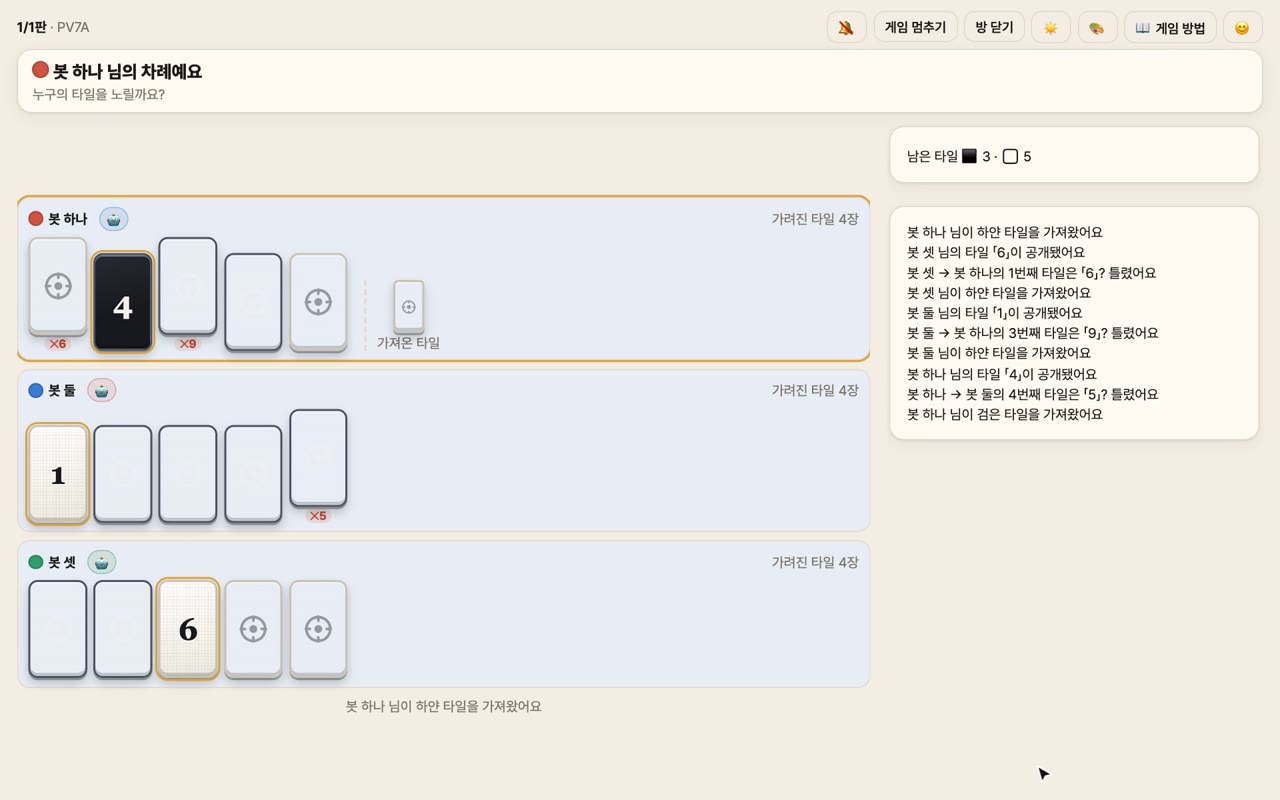 1/1판 · PV7A
게임 멈추기
방 닫기
게임 방법
봇 하나 님의 차례예요
누구의 타일을 노릴까요?
남은 타일 3 · 5
봇 하나
가려진 타일 4장
4
×6
×9
가져온 타일
봇 둘
가려진 타일 4장
1
×5
봇 셋
가려진 타일 4장
6
봇 하나 님이 하얀 타일을 가져왔어요
봇 하나 님이 하얀 타일을 가져왔어요
봇 셋 님의 타일 「6」이 공개됐어요
봇 셋 → 봇 하나의 1번째 타일은 「6」? 틀렸어요
봇 셋 님이 하얀 타일을 가져왔어요
봇 둘 님의 타일 「1」이 공개됐어요
봇 둘 → 봇 하나의 3번째 타일은 「9」? 틀렸어요
봇 둘 님이 하얀 타일을 가져왔어요
봇 하나 님의 타일 「4」이 공개됐어요
봇 하나 → 봇 둘의 4번째 타일은 「5」? 틀렸어요
봇 하나 님이 검은 타일을 가져왔어요